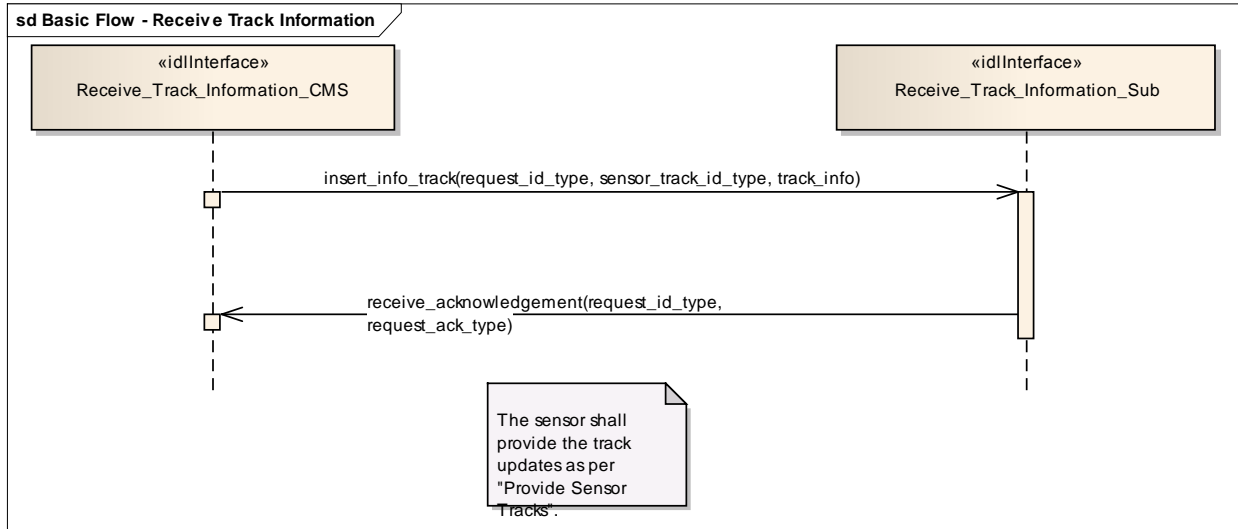 sd Basic Flow - Receive Track Information
«idlInterface»
Receive_Track_Information_CMS
«idlInterface»
Receive_Track_Information_Sub
insert_info_track(request_id_type, sensor_track_id_type, track_info)
receive_acknowledgement(request_id_type,
request_ack_type)
The sensor shall
provide the track
updates as per
"Provide Sensor
Tracks".